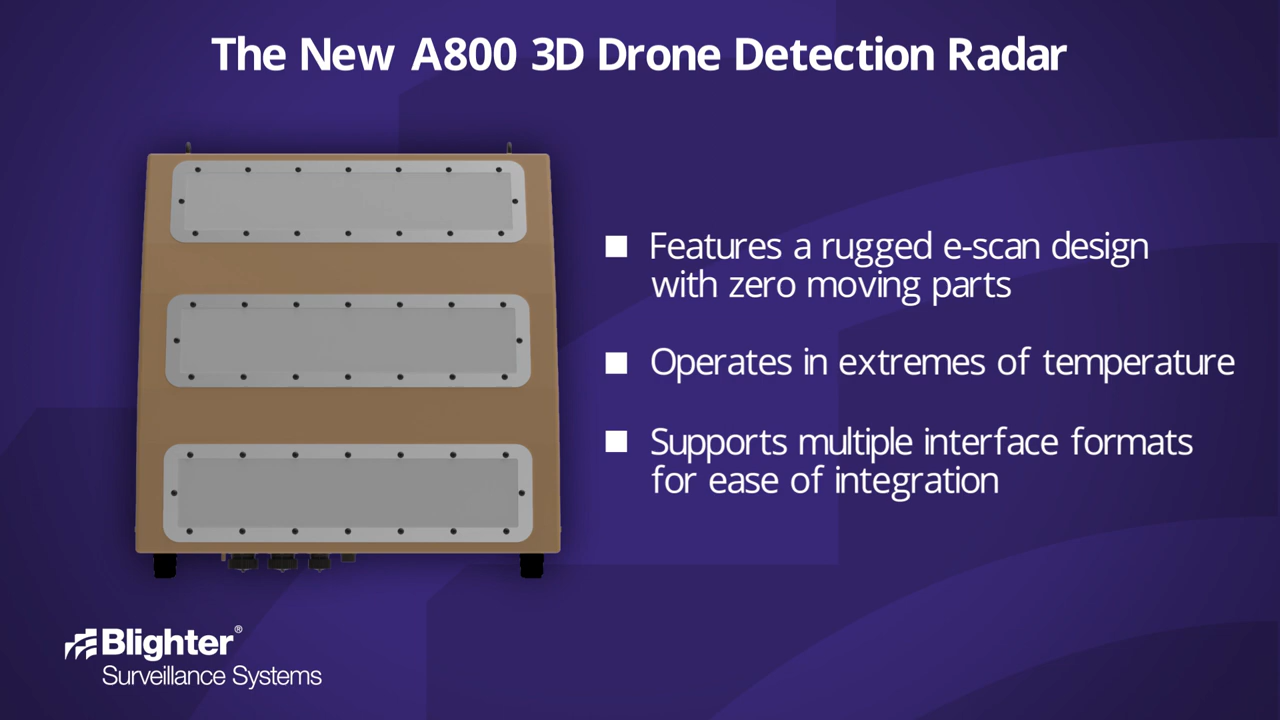 The New A800 3D Drone Detection Radar
Features a rugged e-scan design
with zero moving parts
Operates in extremes of temperature
Supports multiple interface formats
for ease of integration
Blighter®
Surveillance Systems